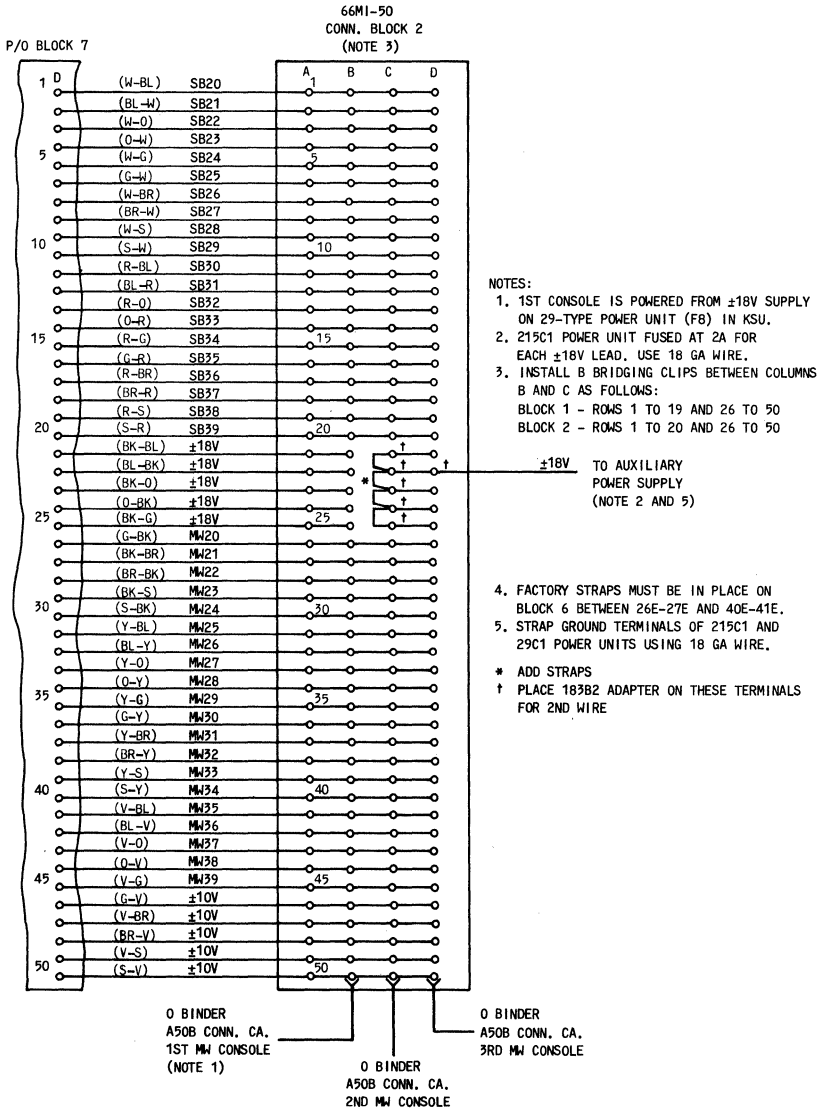 66M1-50
CONN. BLOCK 2
(NOTE 3)
P/O BLOCK 7
D
A B C D
1 (W-BL) SB20 1
(BL-W) SB21
(W-O) SB22
(O-W) SB23
5 (W-G) SB24 5
(G-W) SB25
(W-BR) SB26
(BR-W) SB27
(W-S) SB28
10 (S-W) SB29 10
(R-BL) SB30
(BL-R) SB31
(R-O) SB32
(O-R) SB33
15 (R-G) SB34 15
(G-R) SB35
(R-BR) SB36
(BR-R) SB37
(R-S) SB38
20 (S-R) SB39 20
(BK-BL) ±18V †
(BL-BK) ±18V † †
(BK-O) ±18V * †
(O-BK) ±18V †
25 (BK-G) ±18V 25 †
(G-BK) MW20
(BK-BR) MW21
(BR-BK) MW22
(BK-S) MW23
30 (S-BK) MW24 30
(Y-BL) MW25
(BL-Y) MW26
(Y-O) MW27
(O-Y) MW28
35 (Y-G) MW29 35
(G-Y) MW30
(Y-BR) MW31
(BR-Y) MW32
(Y-S) MW33
40 (S-Y) MW34 40
(V-BL) MW35
(BL-V) MW36
(V-O) MW37
(O-V) MW38
45 (V-G) MW39 45
(G-V) ±10V
(V-BR) ±10V
(BR-V) ±10V
(V-S) ±10V
50 (S-V) ±10V 50
O BINDER
A50B CONN. CA.
1ST MW CONSOLE
(NOTE 1)
O BINDER
A50B CONN. CA.
2ND MW CONSOLE
O BINDER
A50B CONN. CA.
3RD MW CONSOLE
NOTES:
1. 1ST CONSOLE IS POWERED FROM ±18V SUPPLY
ON 29-TYPE POWER UNIT (F8) IN KSU.
2. 215C1 POWER UNIT FUSED AT 2A FOR
EACH ±18V LEAD. USE 18 GA WIRE.
3. INSTALL B BRIDGING CLIPS BETWEEN COLUMNS
B AND C AS FOLLOWS:
BLOCK 1 - ROWS 1 TO 19 AND 26 TO 50
BLOCK 2 - ROWS 1 TO 20 AND 26 TO 50
±18V TO AUXILIARY
POWER SUPPLY
(NOTE 2 AND 5)
4. FACTORY STRAPS MUST BE IN PLACE ON
BLOCK 6 BETWEEN 26E-27E AND 40E-41E.
5. STRAP GROUND TERMINALS OF 215C1 AND
29C1 POWER UNITS USING 18 GA WIRE.
* ADD STRAPS
† PLACE 183B2 ADAPTER ON THESE TERMINALS
FOR 2ND WIRE